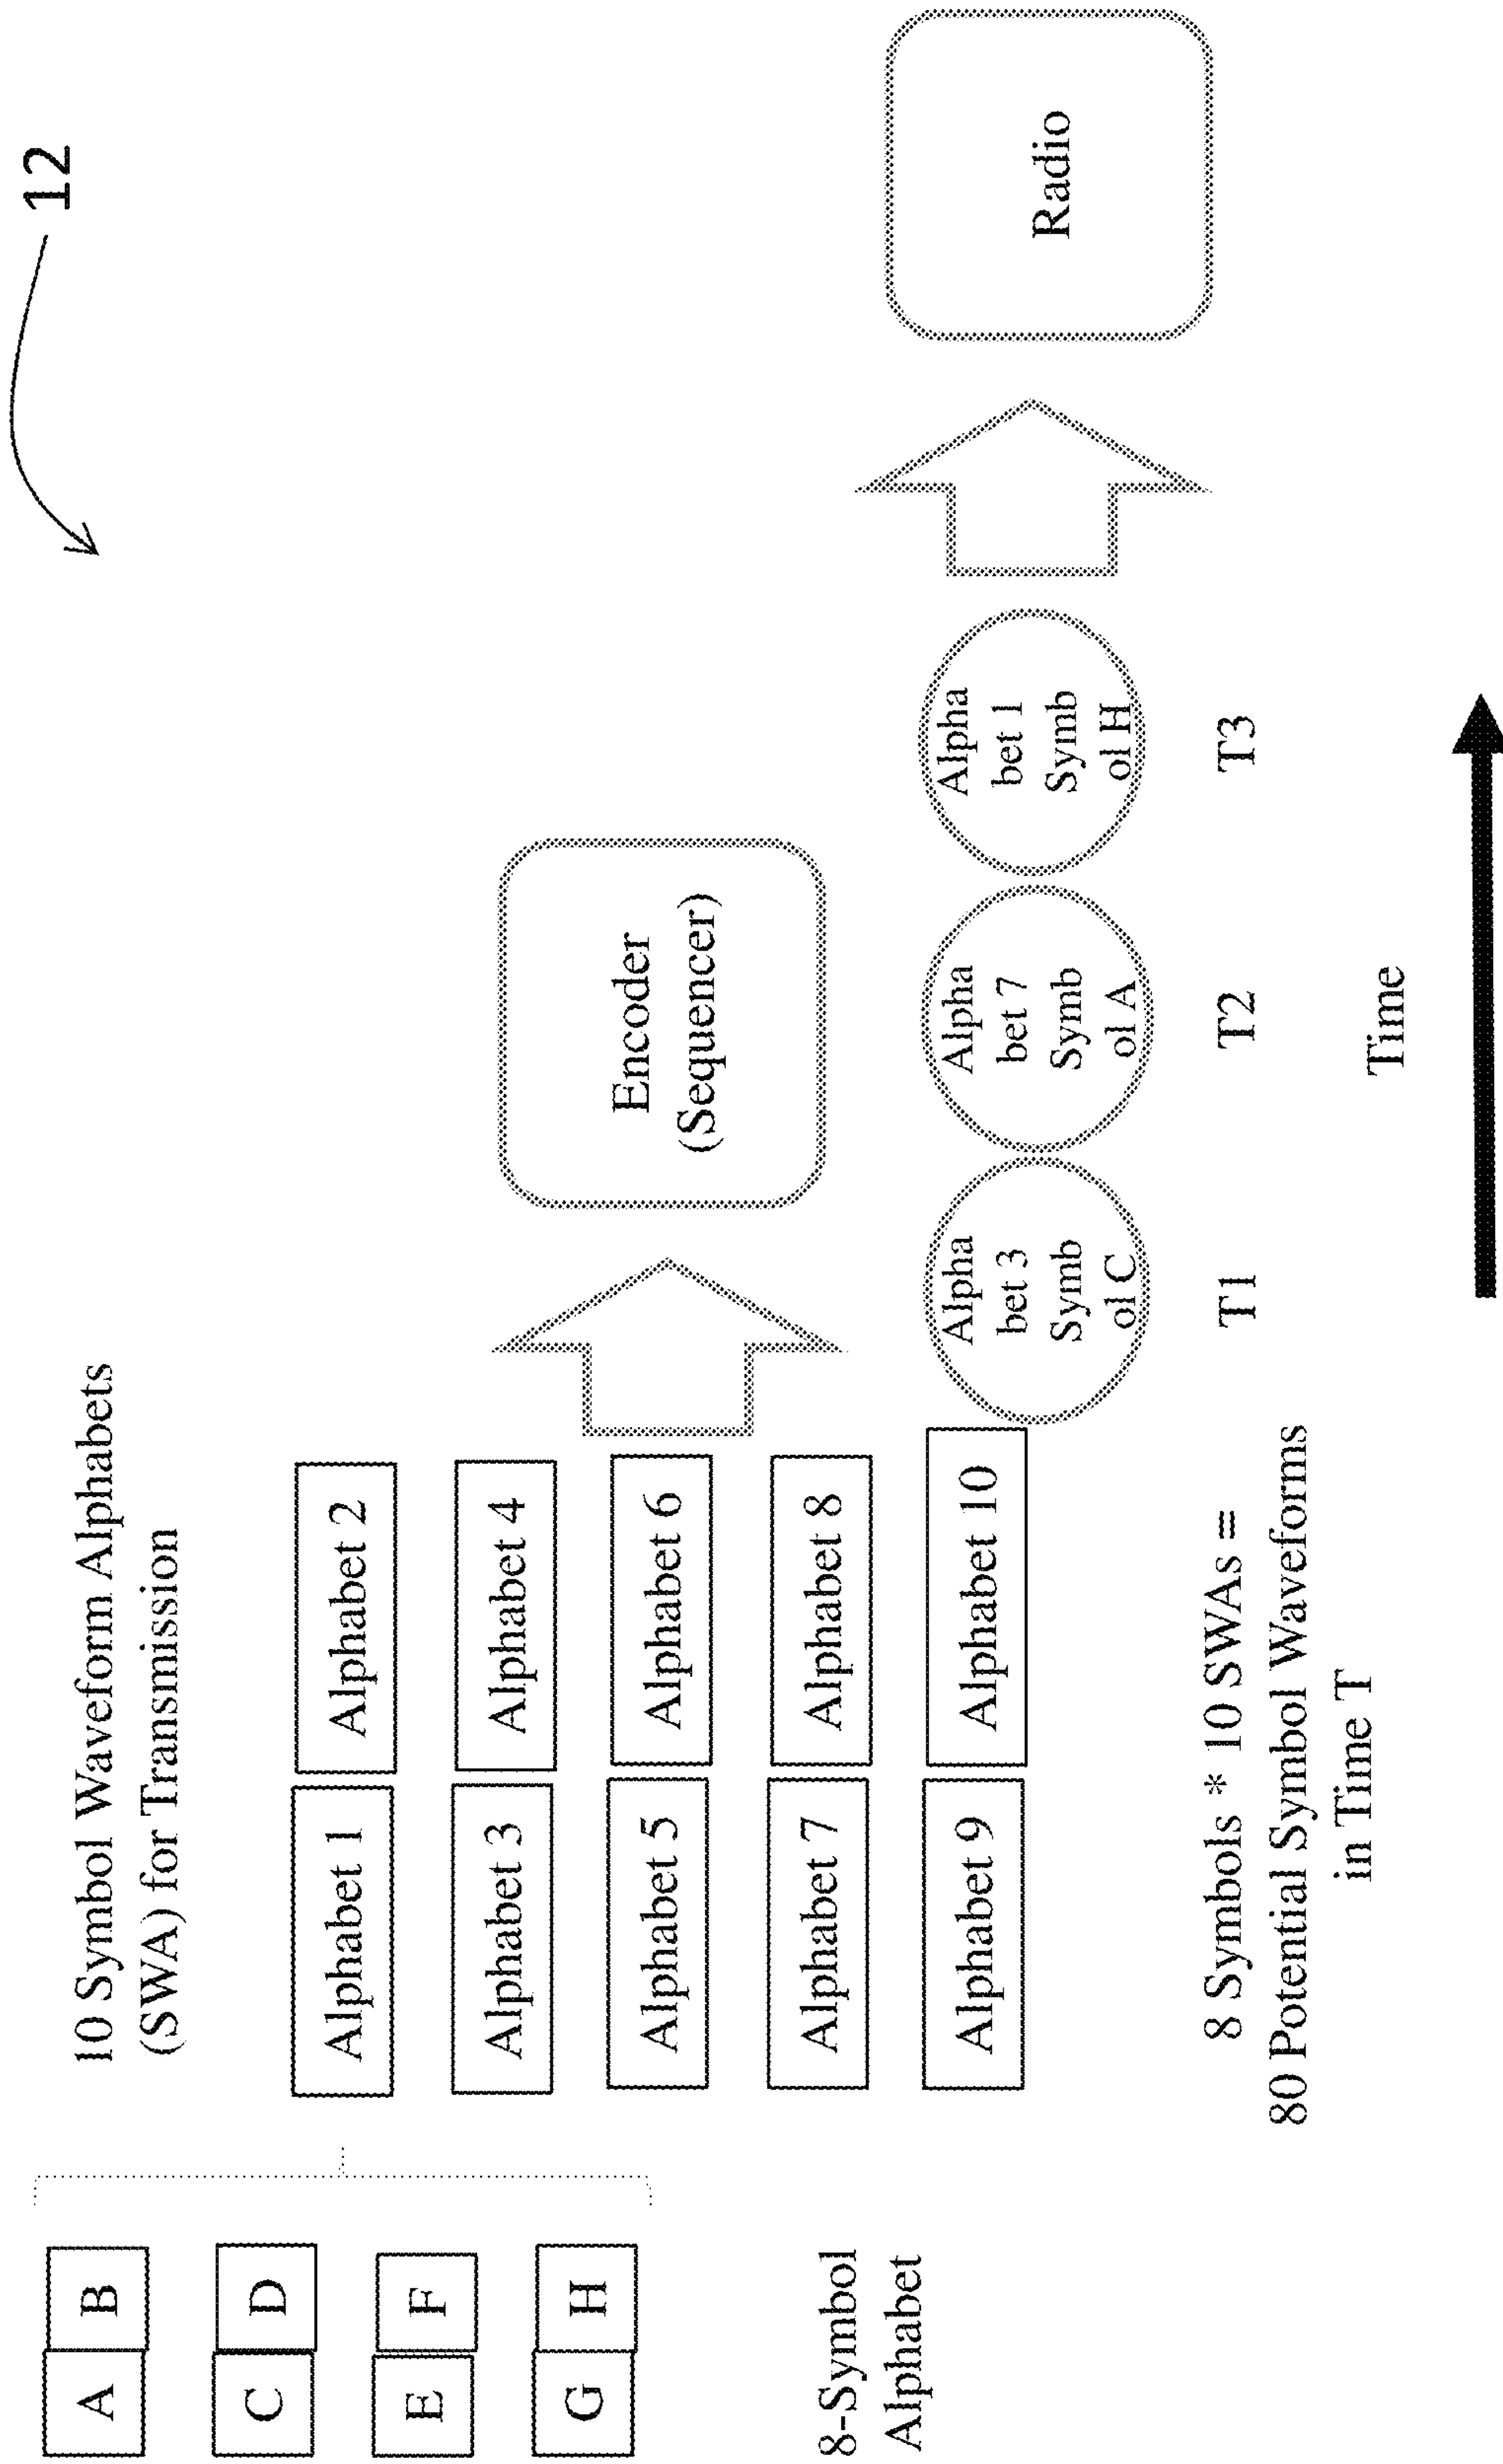 12
10 Symbol Waveform Alphabets
(SWA) for Transmission
A
B
C
D
E
F
G
H
8-Symbol
Alphabet
Alphabet 1
Alphabet 2
Alphabet 3
Alphabet 4
Alphabet 5
Alphabet 6
Alphabet 7
Alphabet 8
Alphabet 9
Alphabet 10
8 Symbols * 10 SWAs =
80 Potential Symbol Waveforms
in Time T
Encoder
(Sequencer)
Alpha
bet 3
Symb
ol C
Alpha
bet 7
Symb
ol A
Alpha
bet 1
Symb
ol H
T1
T2
T3
Time
Radio